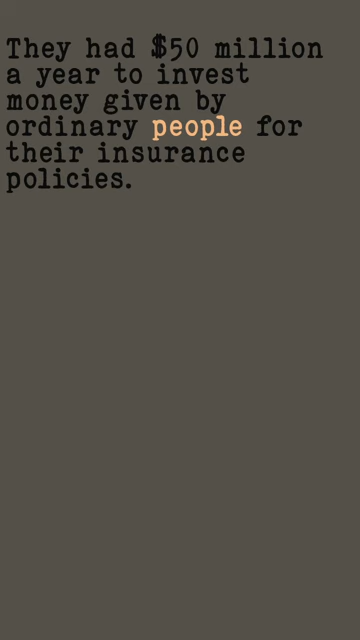 They had $50 million
a year to invest
money given by
ordinary people for
their insurance
policies.